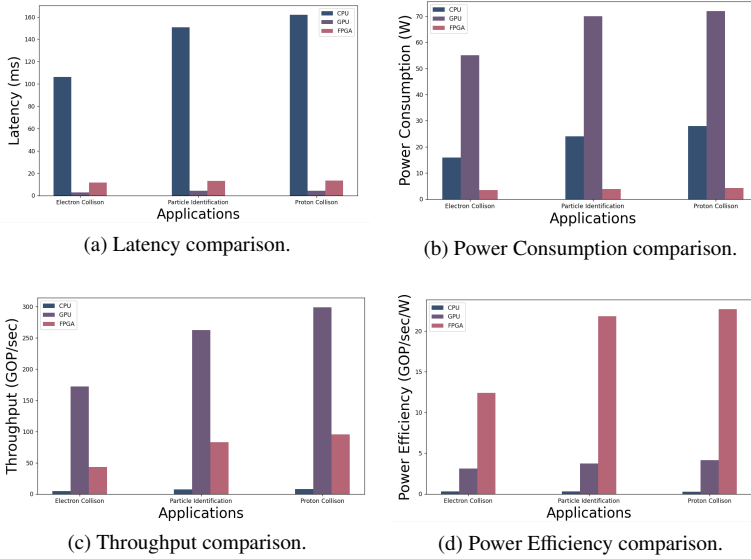 160
140
120
100
80
60
40
20
0
Latency (ms)
CPU
GPU
FPGA
Electron Collison
Particle Identification
Proton Collison
Applications
(a) Latency comparison.
70
60
50
40
30
20
10
0
Power Consumption (W)
CPU
GPU
FPGA
Electron Collison
Particle Identification
Proton Collison
Applications
(b) Power Consumption comparison.
300
250
200
150
100
50
0
Throughput (GOP/sec)
CPU
GPU
FPGA
Electron Collison
Particle Identification
Proton Collison
Applications
(c) Throughput comparison.
20
15
10
5
0
Power Efficiency (GOP/sec/W)
CPU
GPU
FPGA
Electron Collison
Particle Identification
Proton Collison
Applications
(d) Power Efficiency comparison.